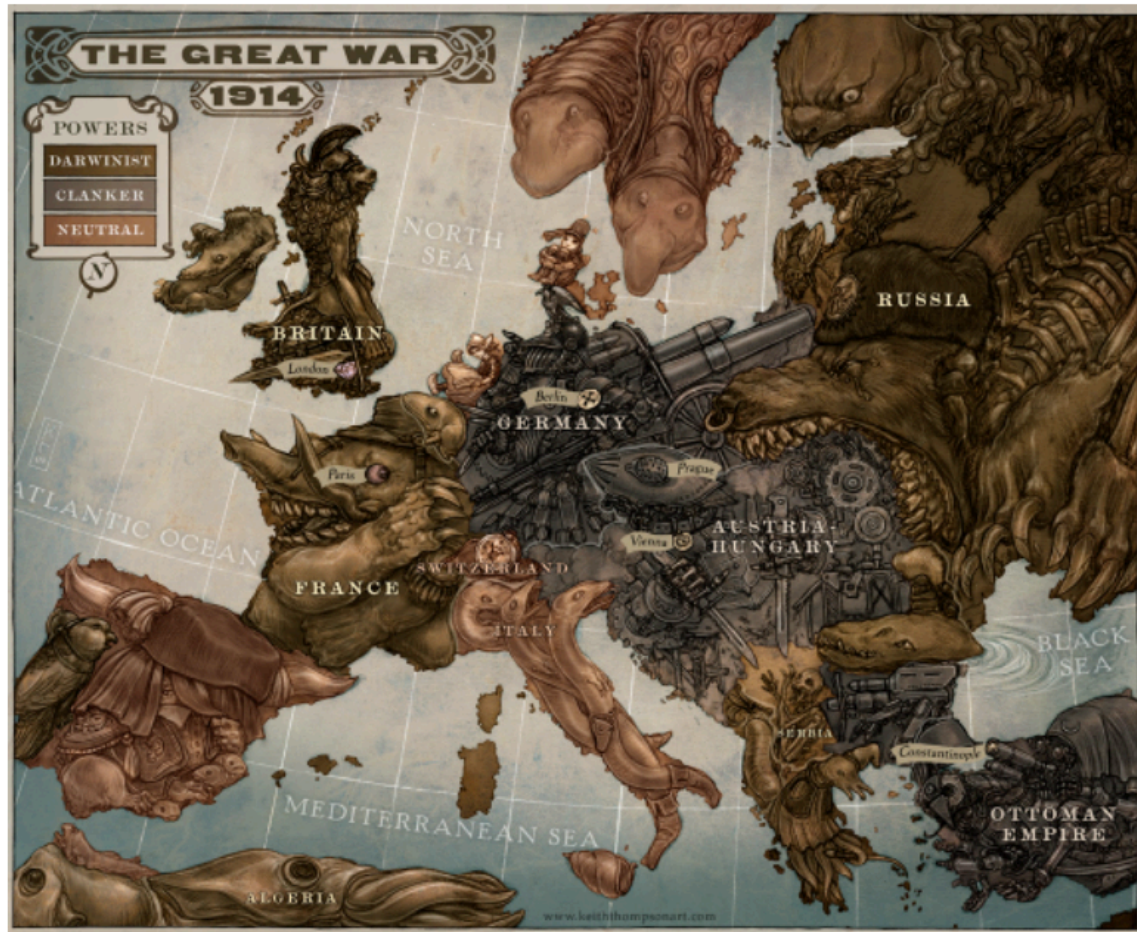 THE GREAT WAR
1914
POWERS
DARWINIST
CLANKER
NEUTRAL
N
NORTH
SEA
RUSSIA
BRITAIN
London
Berlin
GERMANY
Paris
Prague
ATLANTIC OCEAN
AUSTRIA-
HUNGARY
Vienna
SWITZERLAND
FRANCE
ITALY
BLACK
SEA
SERBIA
Constantinople
MEDITERRANEAN SEA
OTTOMAN
EMPIRE
ALGERIA
www.keiththompsonart.com